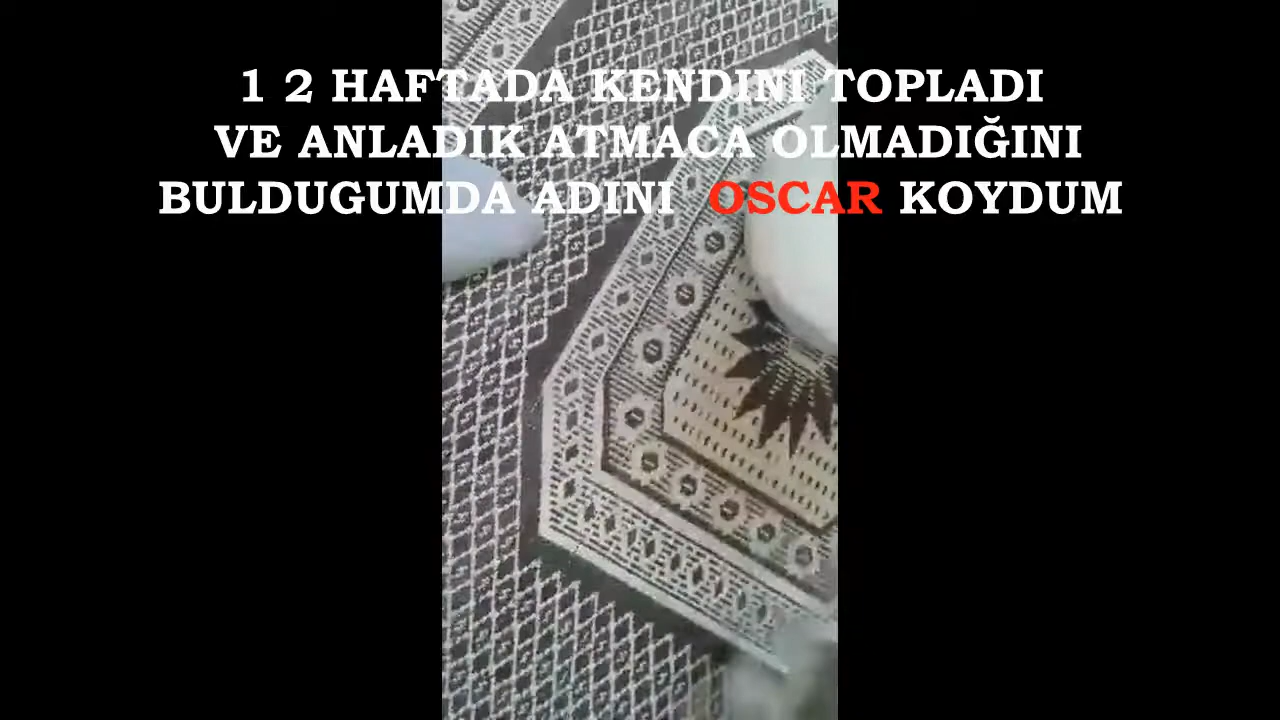 1 2 HAFTADA KENDINI TOPLADI
VE ANLADIK ATMACA OLMADIĞINI
BULDUGUMDA ADINI OSCAR KOYDUM